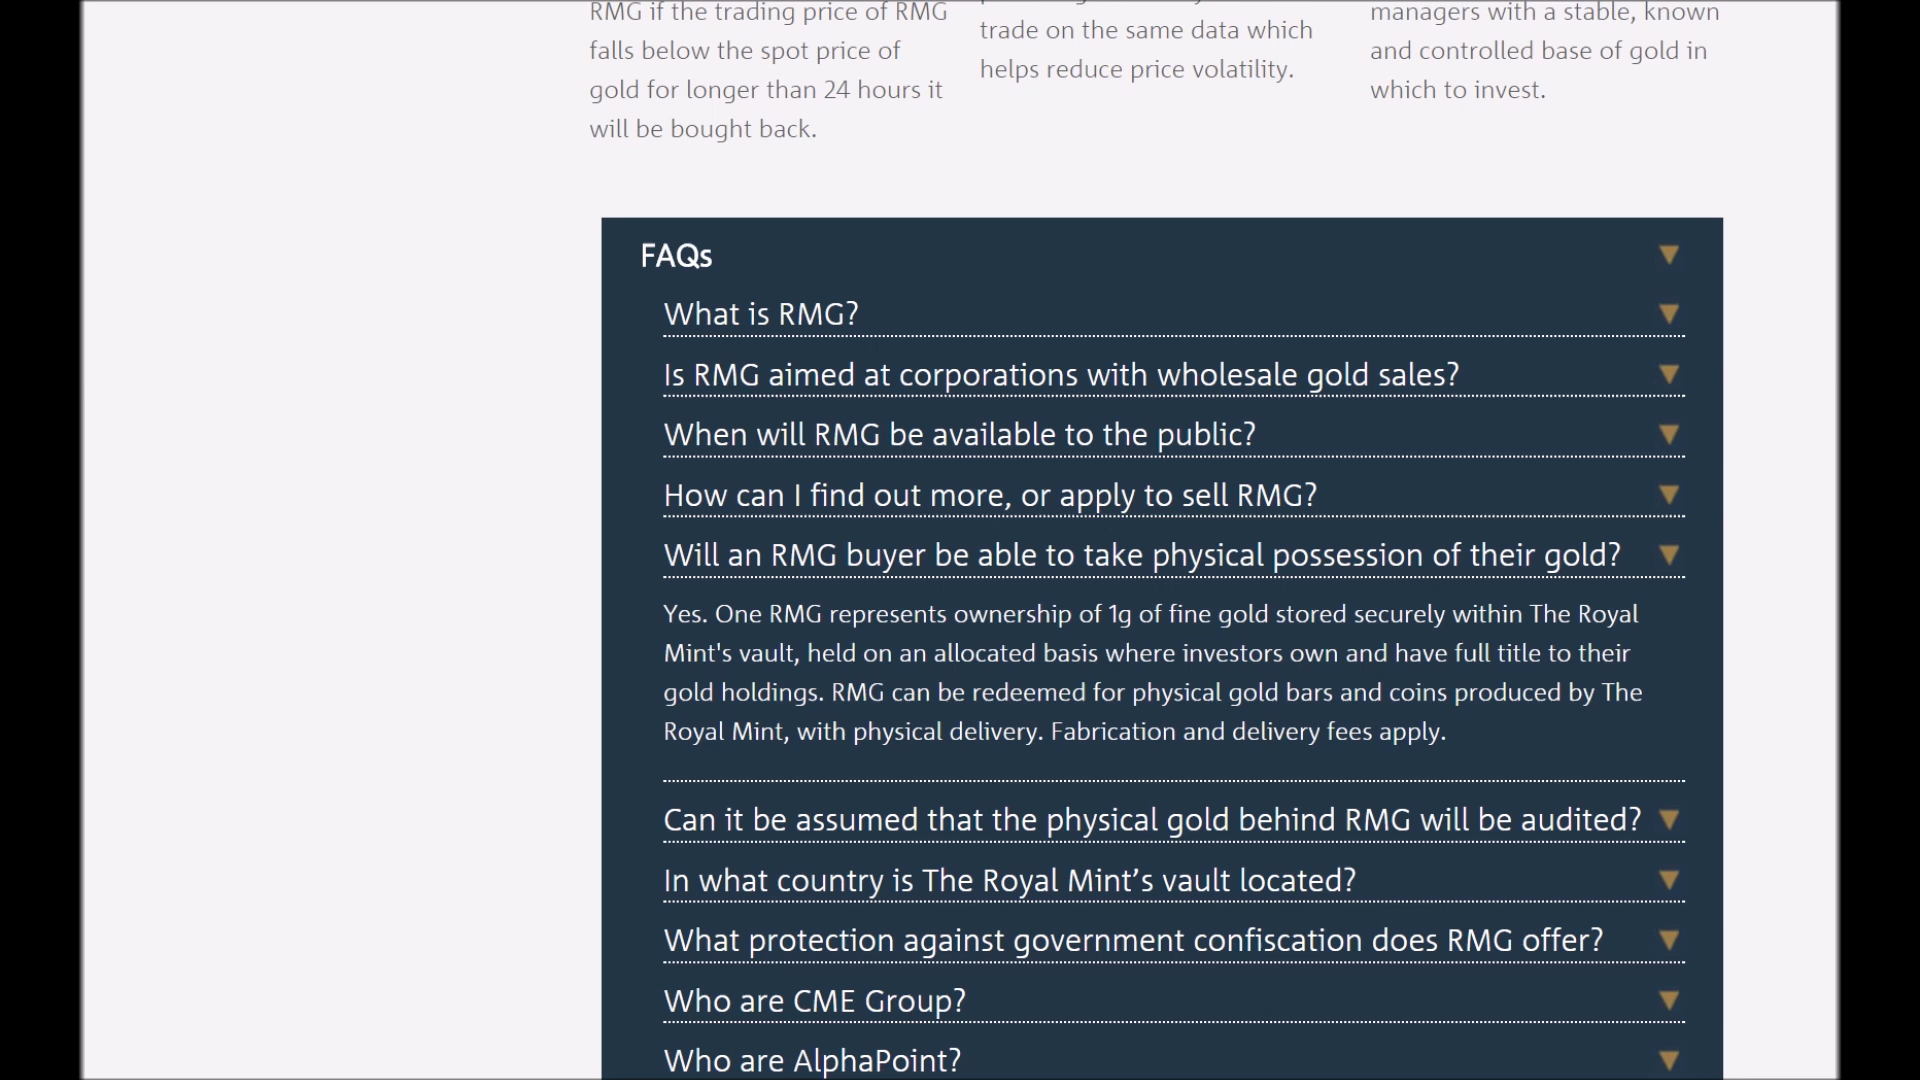 RMG if the trading price of RMG
falls below the spot price of
gold for longer than 24 hours it
will be bought back.
trade on the same data which
helps reduce price volatility.
managers with a stable, known
and controlled base of gold in
which to invest.
FAQs
What is RMG?
Is RMG aimed at corporations with wholesale gold sales?
When will RMG be available to the public?
How can I find out more, or apply to sell RMG?
Will an RMG buyer be able to take physical possession of their gold?
Yes. One RMG represents ownership of 1g of fine gold stored securely within The Royal
Mint's vault, held on an allocated basis where investors own and have full title to their
gold holdings. RMG can be redeemed for physical gold bars and coins produced by The
Royal Mint, with physical delivery. Fabrication and delivery fees apply.
Can it be assumed that the physical gold behind RMG will be audited?
In what country is The Royal Mint’s vault located?
What protection against government confiscation does RMG offer?
Who are CME Group?
Who are AlphaPoint?